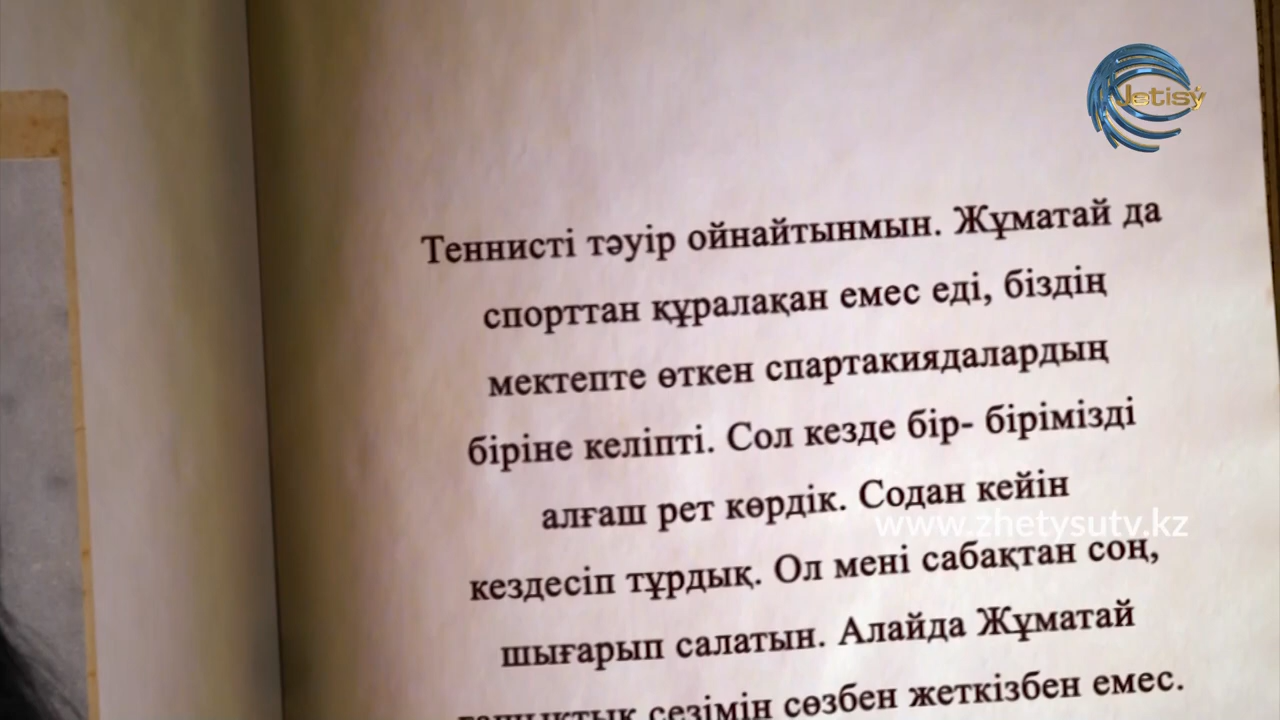 Jetisý
Теннисті тәуір ойнайтынмын. Жұматай да
спорттан құралақан емес еді, біздің
мектепте өткен спартакиядалардың
біріне келіпті. Сол кезде бір- бірімізді
алғаш рет көрдік. Содан кейін
www.zhetysutv.kz
кездесіп тұрдық. Ол мені сабақтан соң,
шығарып салатын. Алайда Жұматай
сезімін сөзбен жеткізбен емес.